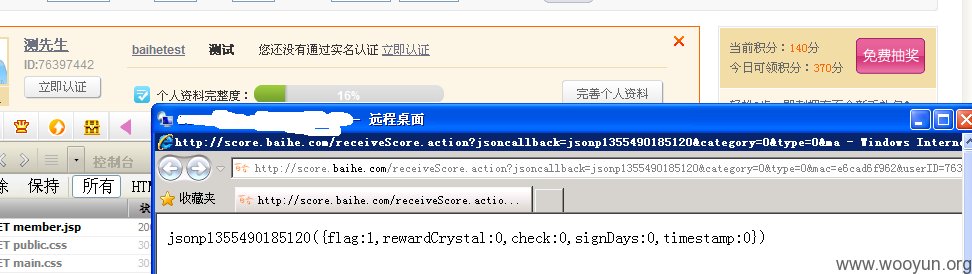 测先生
baihetest 测试 您还没有通过实名认证 立即认证
ID:76397442
立即认证
个人资料完整度： 16% 完善个人资料
当前积分：140分
今日可领积分：370分
免费抽奖
- 远程桌面
http://score.baihe.com/receiveScore.action?jsoncallback=jsonp1355490185120&category=0&type=0&ma - Windows Intern
http://score.baihe.com/receiveScore.action?jsoncallback=jsonp1355490185120&category=0&type=0&mac=e6cad6f962&userID=763
收藏夹
http://score.baihe.com/receiveScore.actio...
jsonp1355490185120({flag:1,rewardCrystal:0,check:0,signDays:0,timestamp:0})
控制台
保持 所有 HTM
ET member.jsp 200
ET public.css 30
ET main.css 30
www.wooyun.org